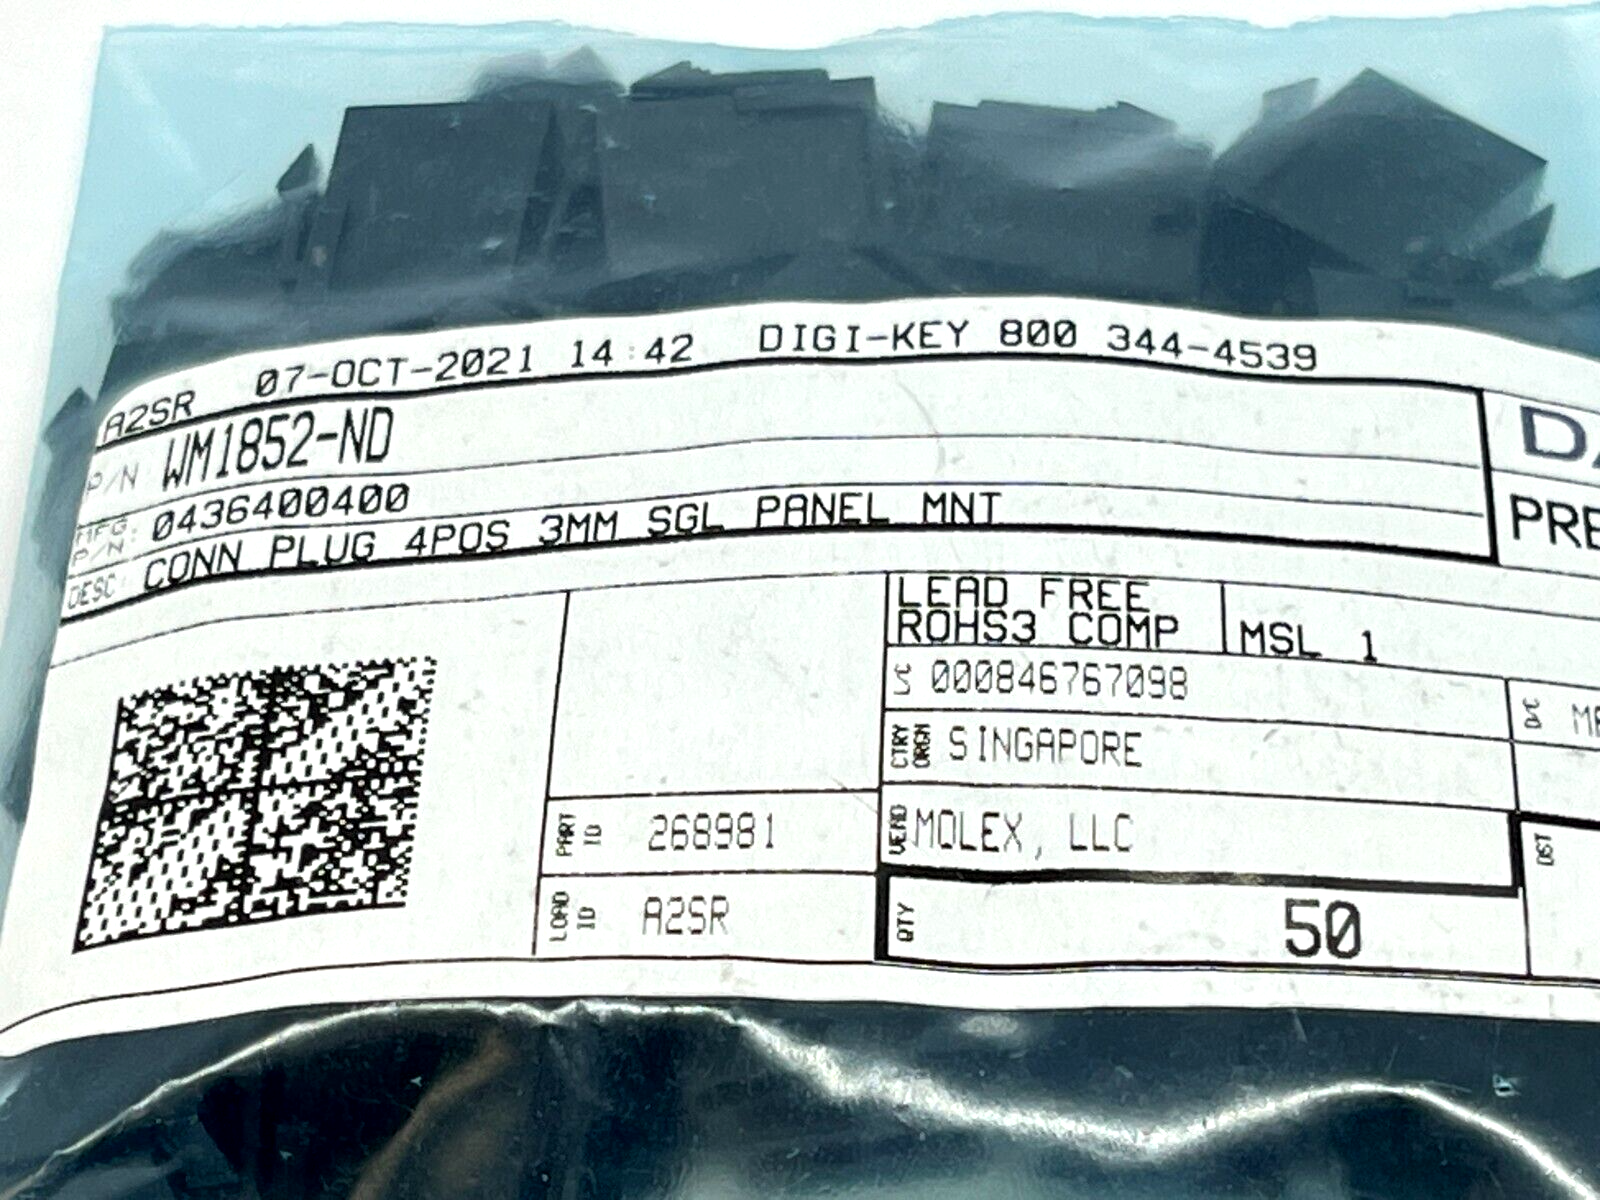 A2SR 07-OCT-2021 14:42 DIGI-KEY 800 344-4539
P/N WM1852-ND
MFG P/N: 0436400400
DESC: CONN PLUG 4POS 3MM SGL PANEL MNT
LEAD FREE
ROHS3 COMP
MSL 1
000846767098
D/C
CTRY ORGN SINGAPORE
PART ID 268981
VEND MOLEX, LLC
DST
LOAD ID A2SR
QTY 50